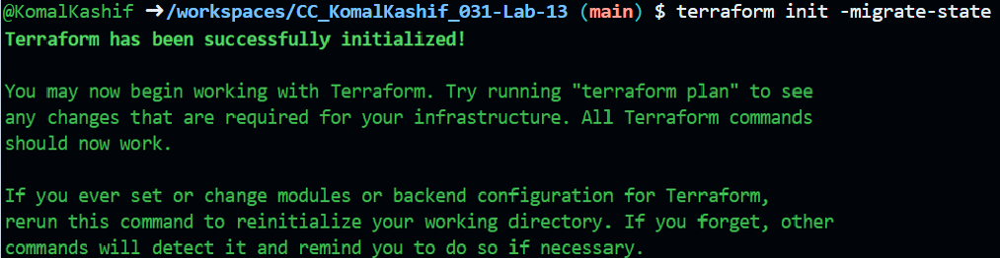 @KomalKashif ➜/workspaces/CC_KomalKashif_031-Lab-13 (main) $ terraform init -migrate-state
Terraform has been successfully initialized!
You may now begin working with Terraform. Try running "terraform plan" to see
any changes that are required for your infrastructure. All Terraform commands
should now work.
If you ever set or change modules or backend configuration for Terraform,
rerun this command to reinitialize your working directory. If you forget, other
commands will detect it and remind you to do so if necessary.